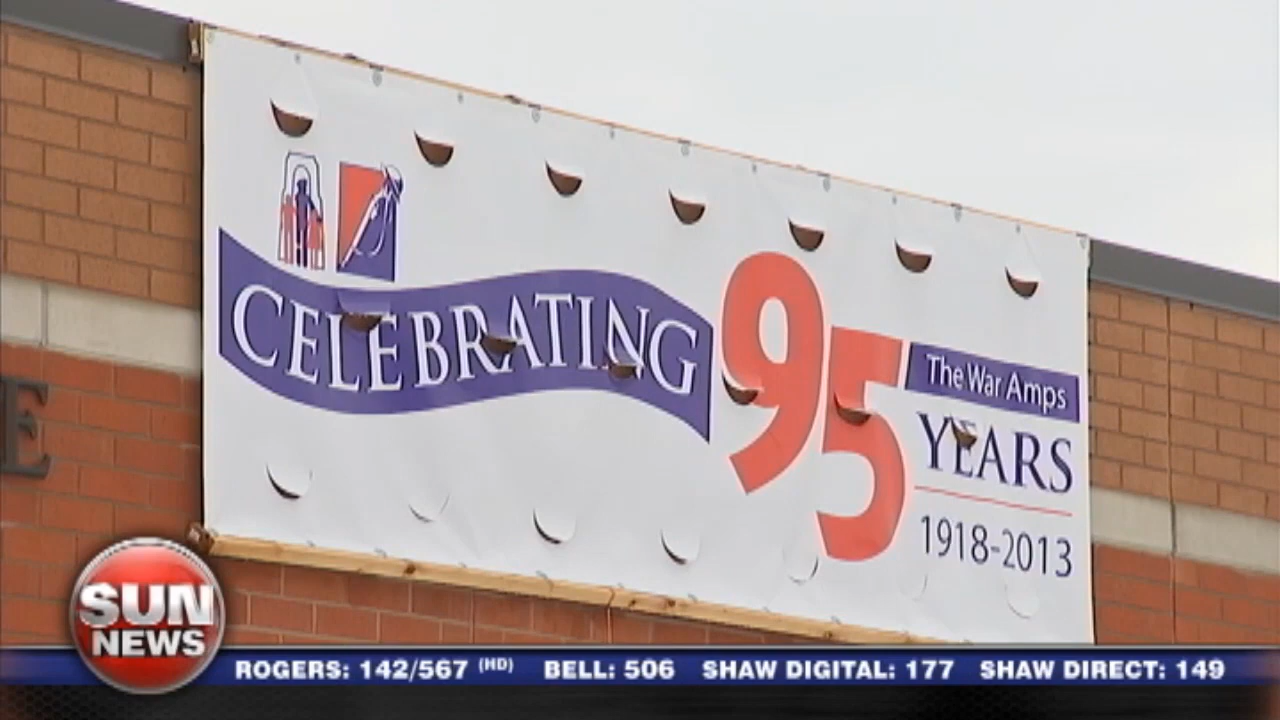 CELEBRATING
95
The War Amps
YEARS
1918-2013
E
SUN
NEWS
ROGERS: 142/567 (HD) BELL: 506 SHAW DIGITAL: 177 SHAW DIRECT: 149